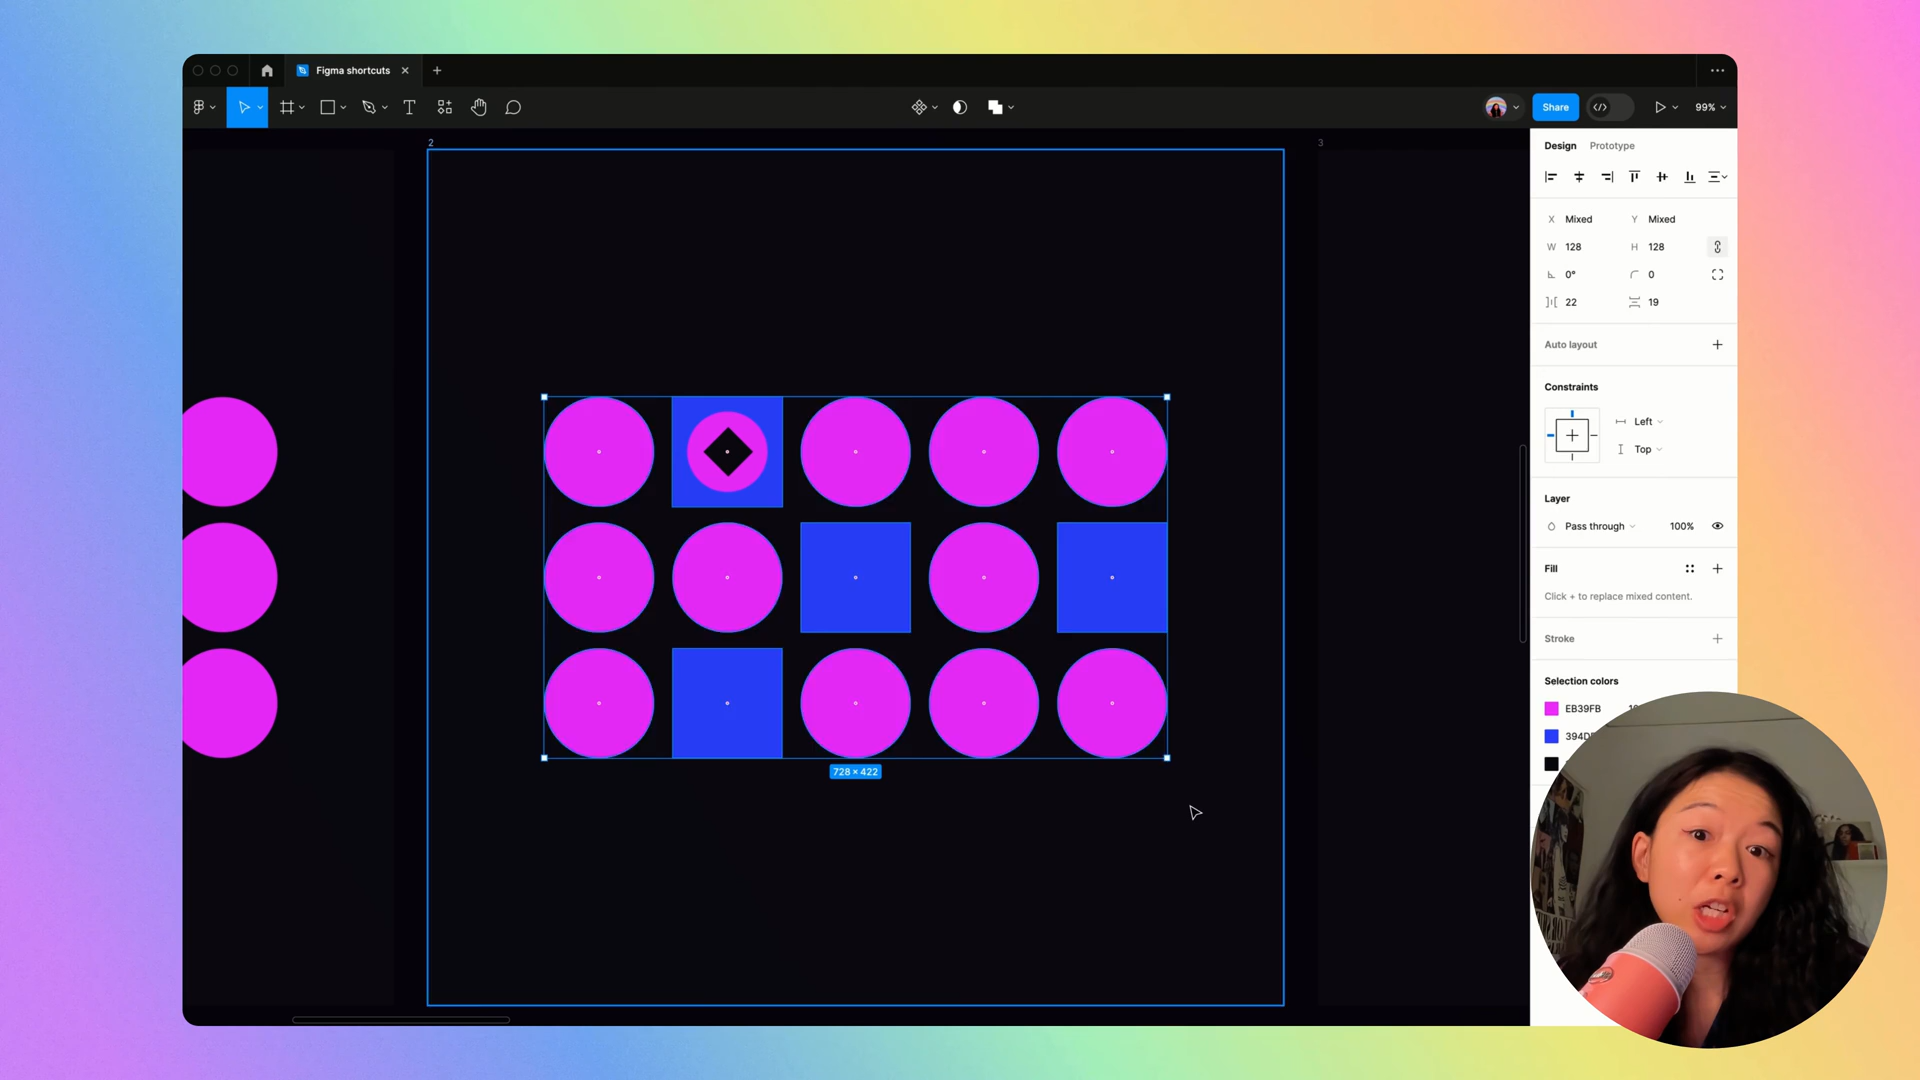 Figma shortcuts
Share
99%
2
3
Design Prototype
X Mixed Y Mixed
W 128 H 128
0° 0
22 19
Auto layout
Constraints
Left
Top
Layer
Pass through 100%
Fill
Click + to replace mixed content.
Stroke
Selection colors
EB39FB
728 × 422